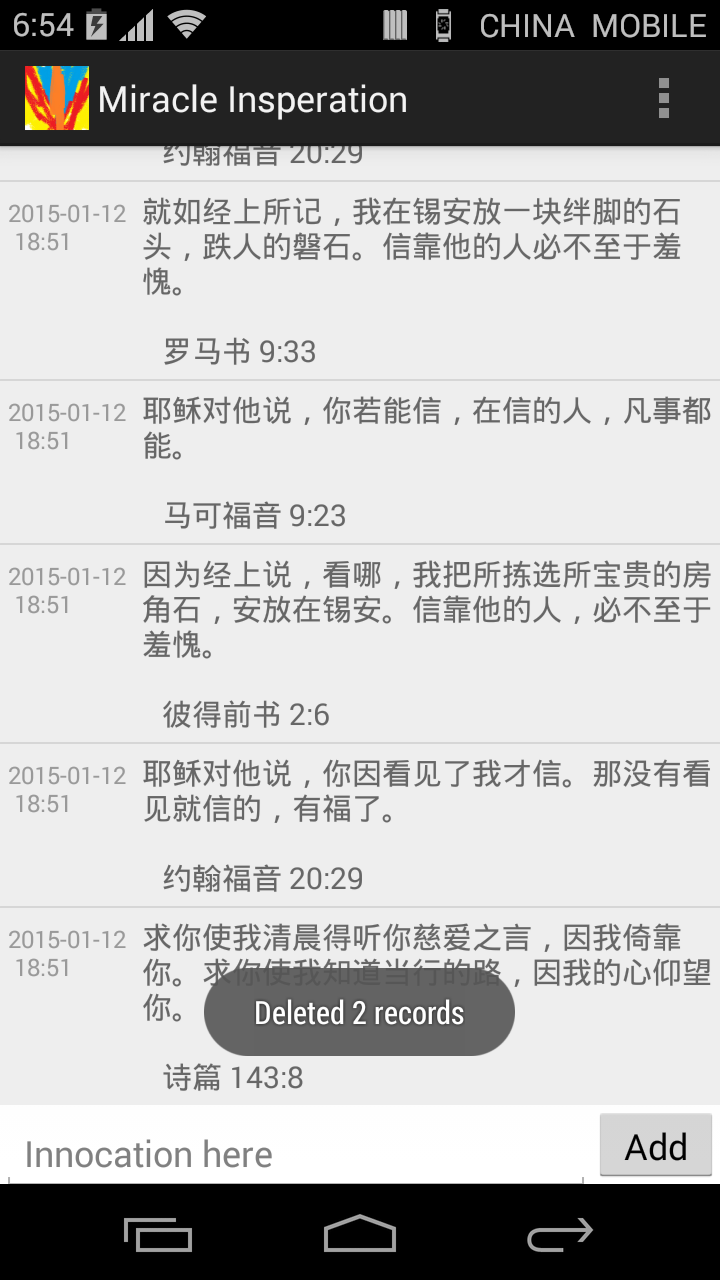 6:54 CHINA MOBILE
Miracle Insperation
约翰福音 20:29
2015-01-12 就如经上所记，我在锡安放一块绊脚的石
18:51 头，跌人的磐石。信靠他的人必不至于羞
愧。
罗马书 9:33
2015-01-12 耶稣对他说，你若能信，在信的人，凡事都
18:51 能。
马可福音 9:23
2015-01-12 因为经上说，看哪，我把所拣选所宝贵的房
18:51 角石，安放在锡安。信靠他的人，必不至于
羞愧。
彼得前书 2:6
2015-01-12 耶稣对他说，你因看见了我才信。那没有看
18:51 见就信的，有福了。
约翰福音 20:29
2015-01-12 求你使我清晨得听你慈爱之言，因我倚靠
18:51 你。求你使我知道当行的路，因我的心仰望
你。
Deleted 2 records
诗篇 143:8
Innocation here
Add